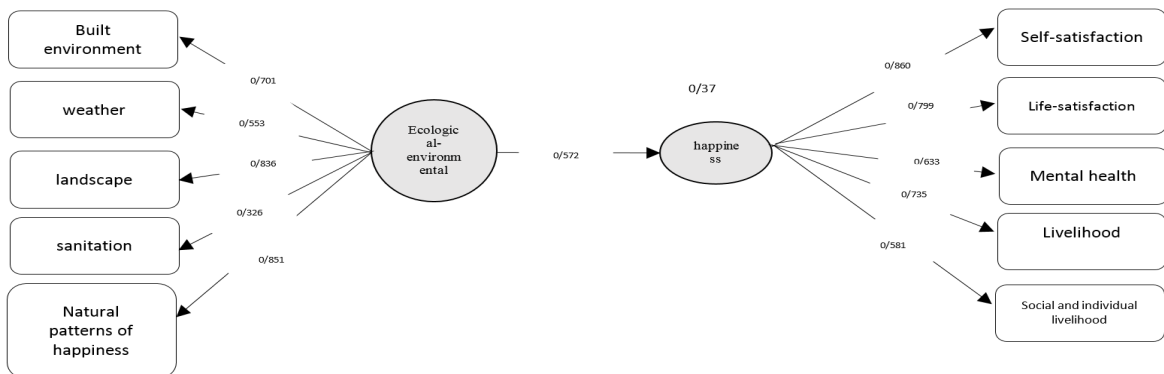 Built
environment
weather
landscape
sanitation
Natural
patterns of
happiness
0/701
0/553
0/836
0/326
0/851
Ecologic
al-environm
ental
0/572
0/37
happine
ss
0/860
0/799
0/633
0/735
0/581
Self-satisfaction
Life-satisfaction
Mental health
Livelihood
Social and individual
livelihood